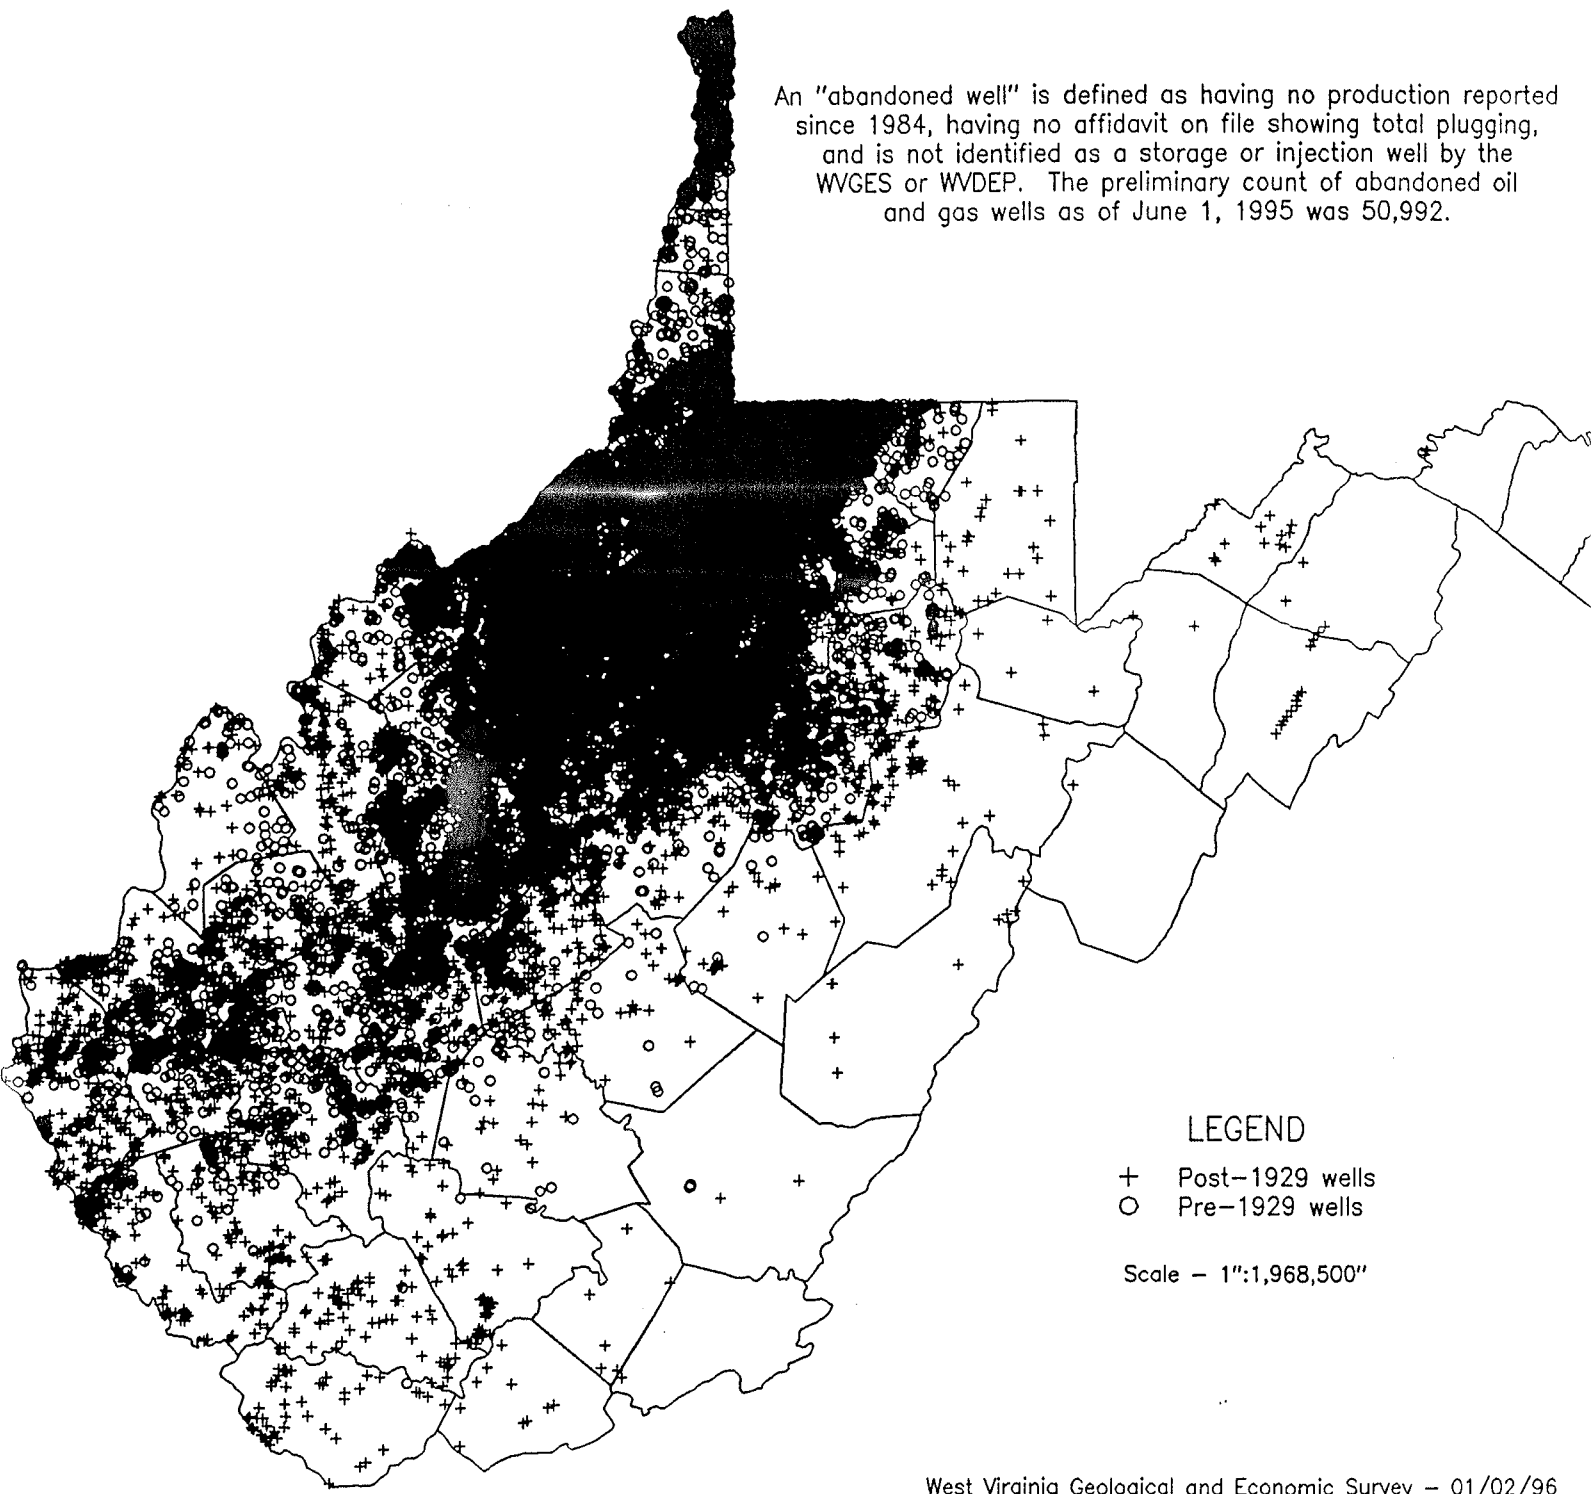 An "abandoned well" is defined as having no production reported
since 1984, having no affidavit on file showing total plugging,
and is not identified as a storage or injection well by the
WVGES or WVDEP. The preliminary count of abandoned oil
and gas wells as of June 1, 1995 was 50,992.
LEGEND
+ Post-1929 wells
O Pre-1929 wells
Scale - 1":1,968,500"
West Virginia Geological and Economic Survey - 01/02/96